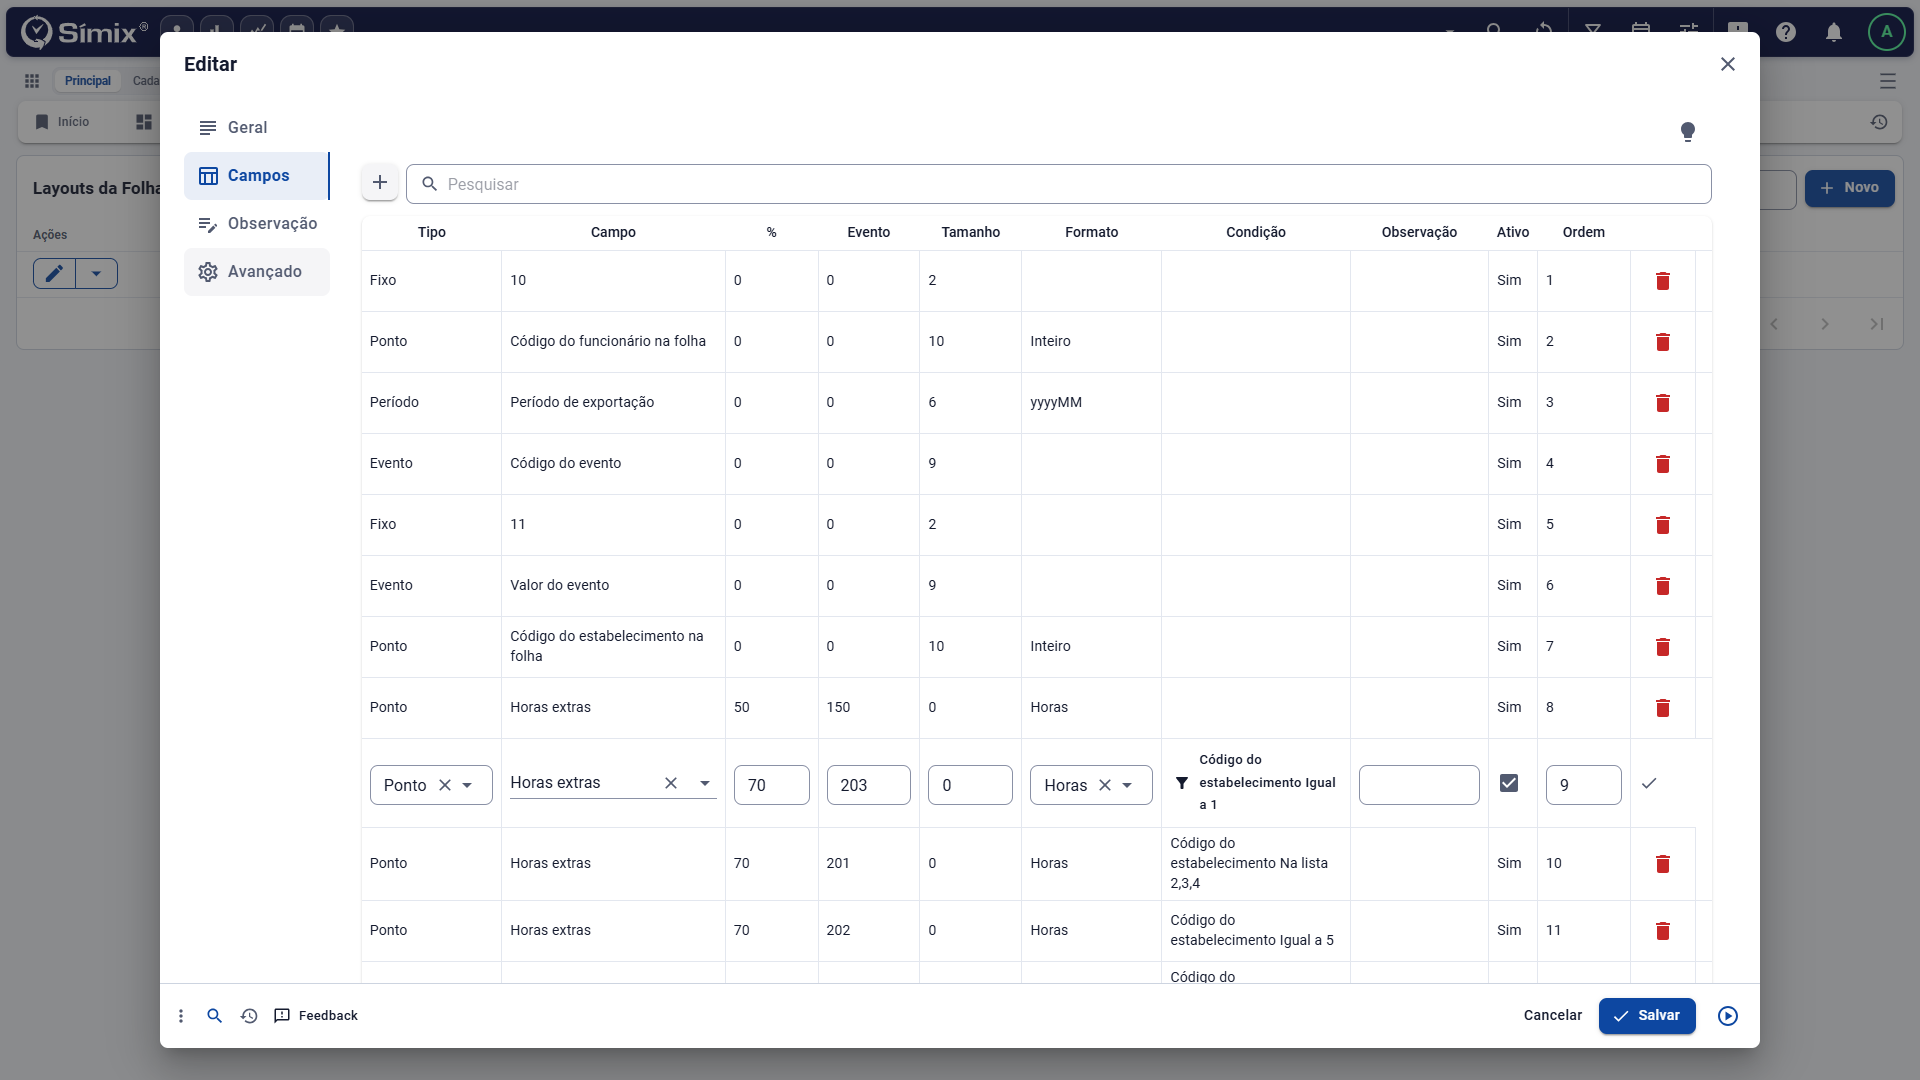 Símix®
A
Principal
Cada
Início
Layouts da Folha
Novo
Ações
Editar
Geral
Campos
Observação
Avançado
Pesquisar
Tipo Campo % Evento Tamanho Formato Condição Observação Ativo Ordem
Fixo 10 0 0 2 Sim 1
Ponto Código do funcionário na folha 0 0 10 Inteiro Sim 2
Período Período de exportação 0 0 6 yyyyMM Sim 3
Evento Código do evento 0 0 9 Sim 4
Fixo 11 0 0 2 Sim 5
Evento Valor do evento 0 0 9 Sim 6
Ponto Código do estabelecimento na
folha 0 0 10 Inteiro Sim 7
Ponto Horas extras 50 150 0 Horas Sim 8
Ponto Horas extras 70 203 0 Horas Código do
estabelecimento Igual
a 1 9
Ponto Horas extras 70 201 0 Horas Código do
estabelecimento Na lista
2,3,4 Sim 10
Ponto Horas extras 70 202 0 Horas Código do
estabelecimento Igual a 5 Sim 11
Código do
Feedback
Cancelar
Salvar